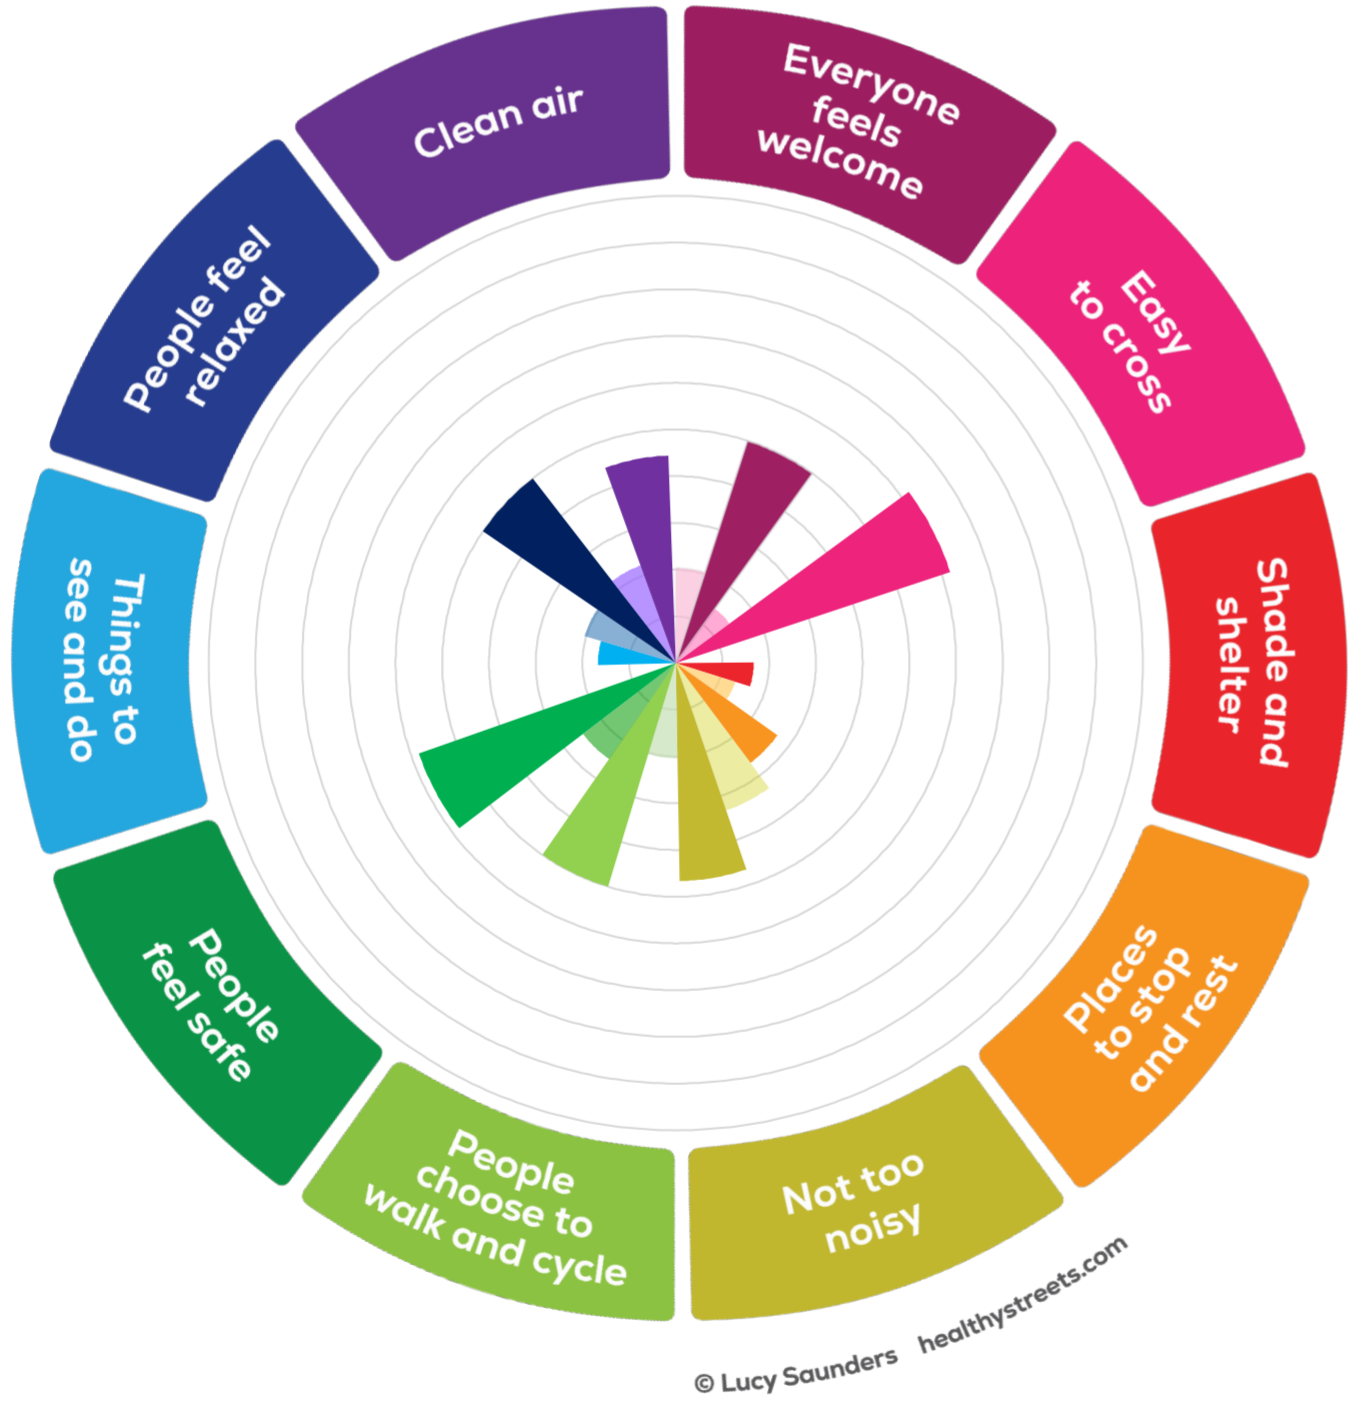 Everyone
feels
welcome
Easy
to cross
Shade and
shelter
Places
to stop
and rest
Not too
noisy
People
choose to
walk and cycle
People
feel safe
Things to
see and do
People feel
relaxed
Clean air
© Lucy Saunders healthystreets.com